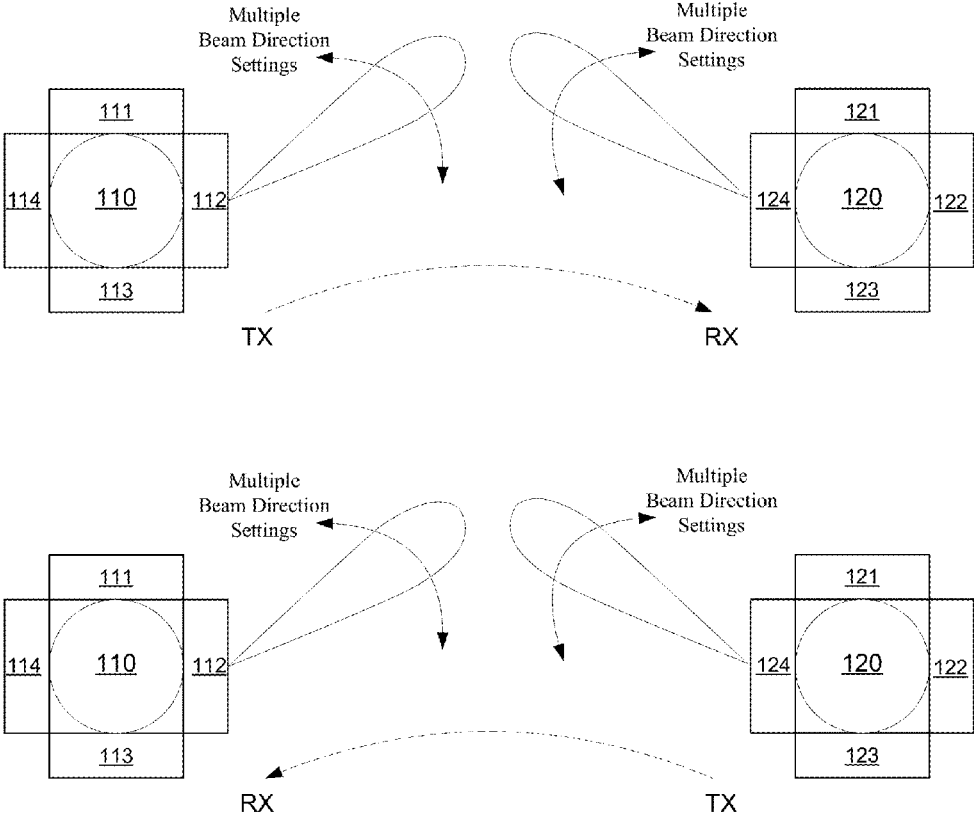 Multiple
Beam Direction
Settings
Multiple
Beam Direction
Settings
111
121
114
110
112
124
120
122
113
123
TX
RX
Multiple
Beam Direction
Settings
Multiple
Beam Direction
Settings
111
121
114
110
112
124
120
122
113
123
RX
TX